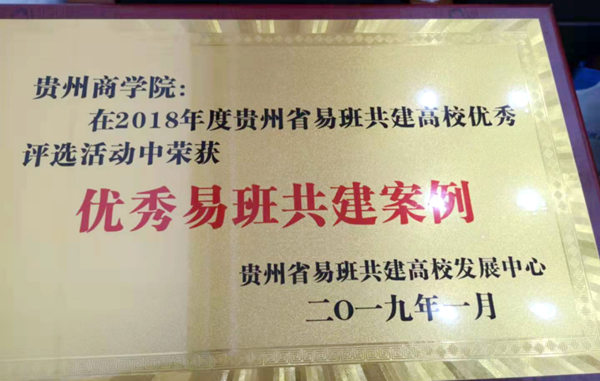 贵州商学院:
在2018年度贵州省易班共建高校优秀
评选活动中荣获
优秀易班共建案例
贵州省易班共建高校发展中心
二〇一九年一月